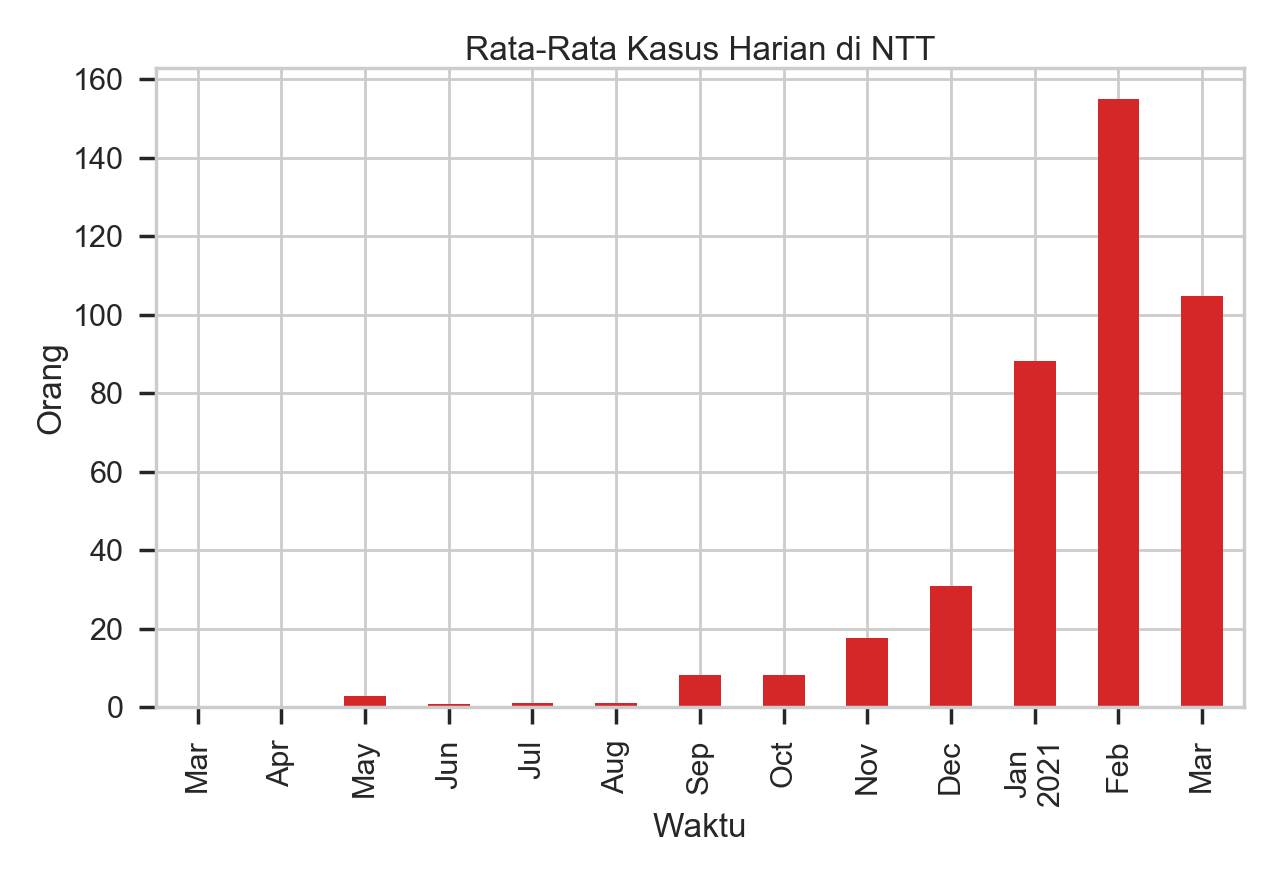 Rata-Rata Kasus Harian di NTT
160
140
120
100
80
60
40
20
0
Orang
Mar
Apr
May
Jun
Jul
Aug
Sep
Oct
Nov
Dec
Jan
2021
Feb
Mar
Waktu